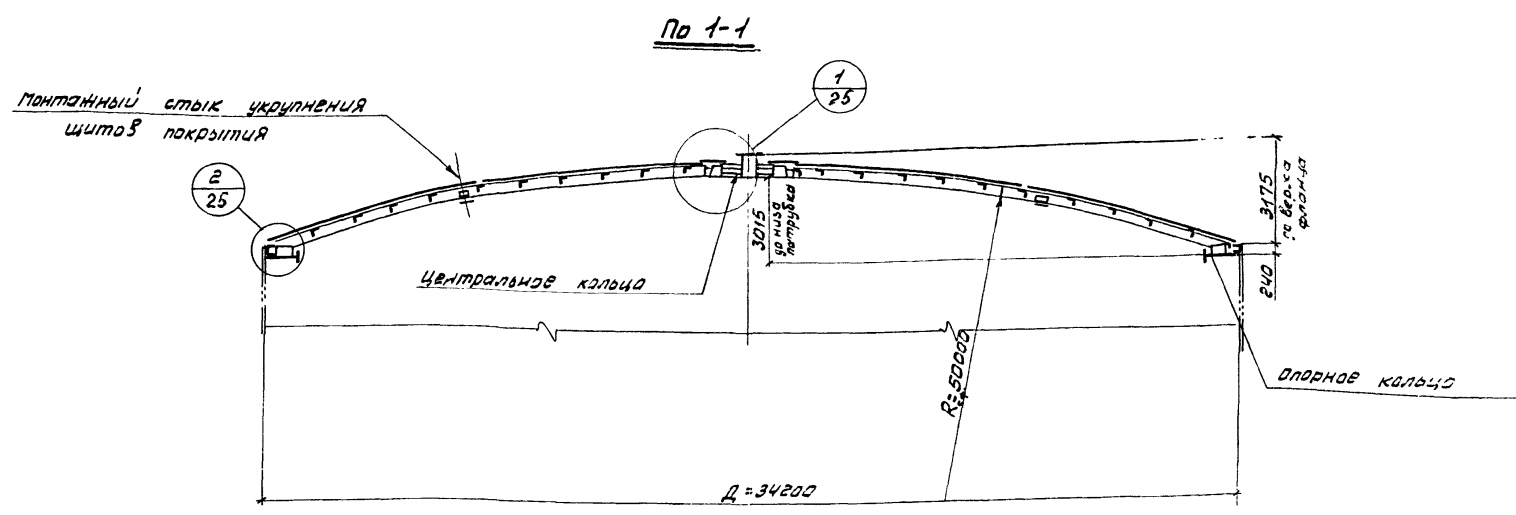 По 1-1
1
25
Монтажный стык укрупнения
щитов покрытия
2
25
3015
до низа
патрубка
3175
до верха
фланца
240
Центральное кольцо
R=50000
Опорное кольцо
Д=34200